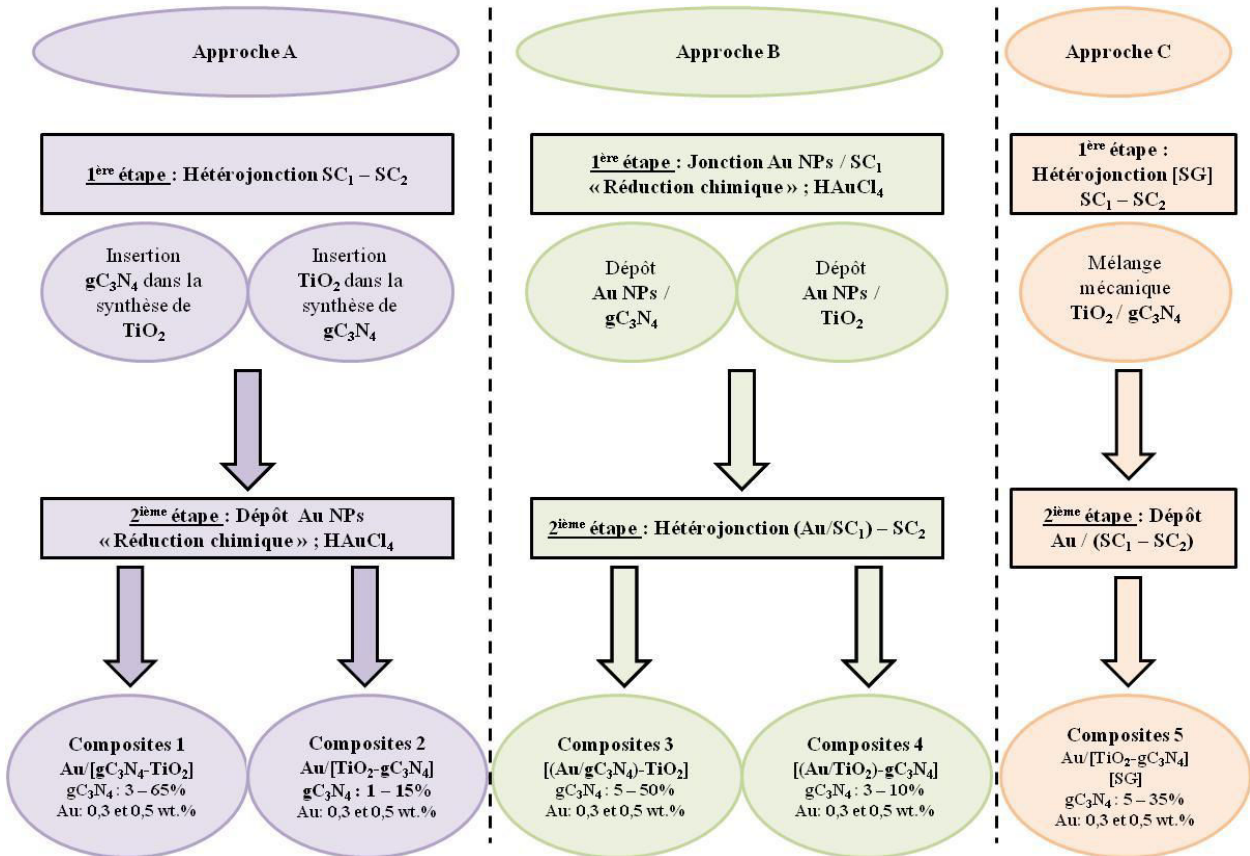 Approche A
1ère étape : Hétérojonction SC1 – SC2
Insertion
gC3N4 dans la
synthèse de
TiO2
Insertion
TiO2 dans la
synthèse de
gC3N4
2ième étape : Dépôt Au NPs
« Réduction chimique » ; HAuCl4
Composites 1
Au/[gC3N4-TiO2]
gC3N4 : 3 – 65%
Au: 0,3 et 0,5 wt.%
Composites 2
Au/[TiO2-gC3N4]
gC3N4 : 1 – 15%
Au: 0,3 et 0,5 wt.%
Approche B
1ère étape : Jonction Au NPs / SC1
« Réduction chimique » ; HAuCl4
Dépôt
Au NPs /
gC3N4
Dépôt
Au NPs /
TiO2
2ième étape : Hétérojonction (Au/SC1) – SC2
Composites 3
[(Au/gC3N4)-TiO2]
gC3N4 : 5 – 50%
Au: 0,3 et 0,5 wt.%
Composites 4
[(Au/TiO2)-gC3N4]
gC3N4 : 3 – 10%
Au: 0,3 et 0,5 wt.%
Approche C
1ère étape :
Hétérojonction [SG]
SC1 – SC2
Mélange
mécanique
TiO2 / gC3N4
2ième étape : Dépôt
Au / (SC1 – SC2)
Composites 5
Au/[TiO2-gC3N4]
[SG]
gC3N4 : 5 – 35%
Au: 0,3 et 0,5 wt.%